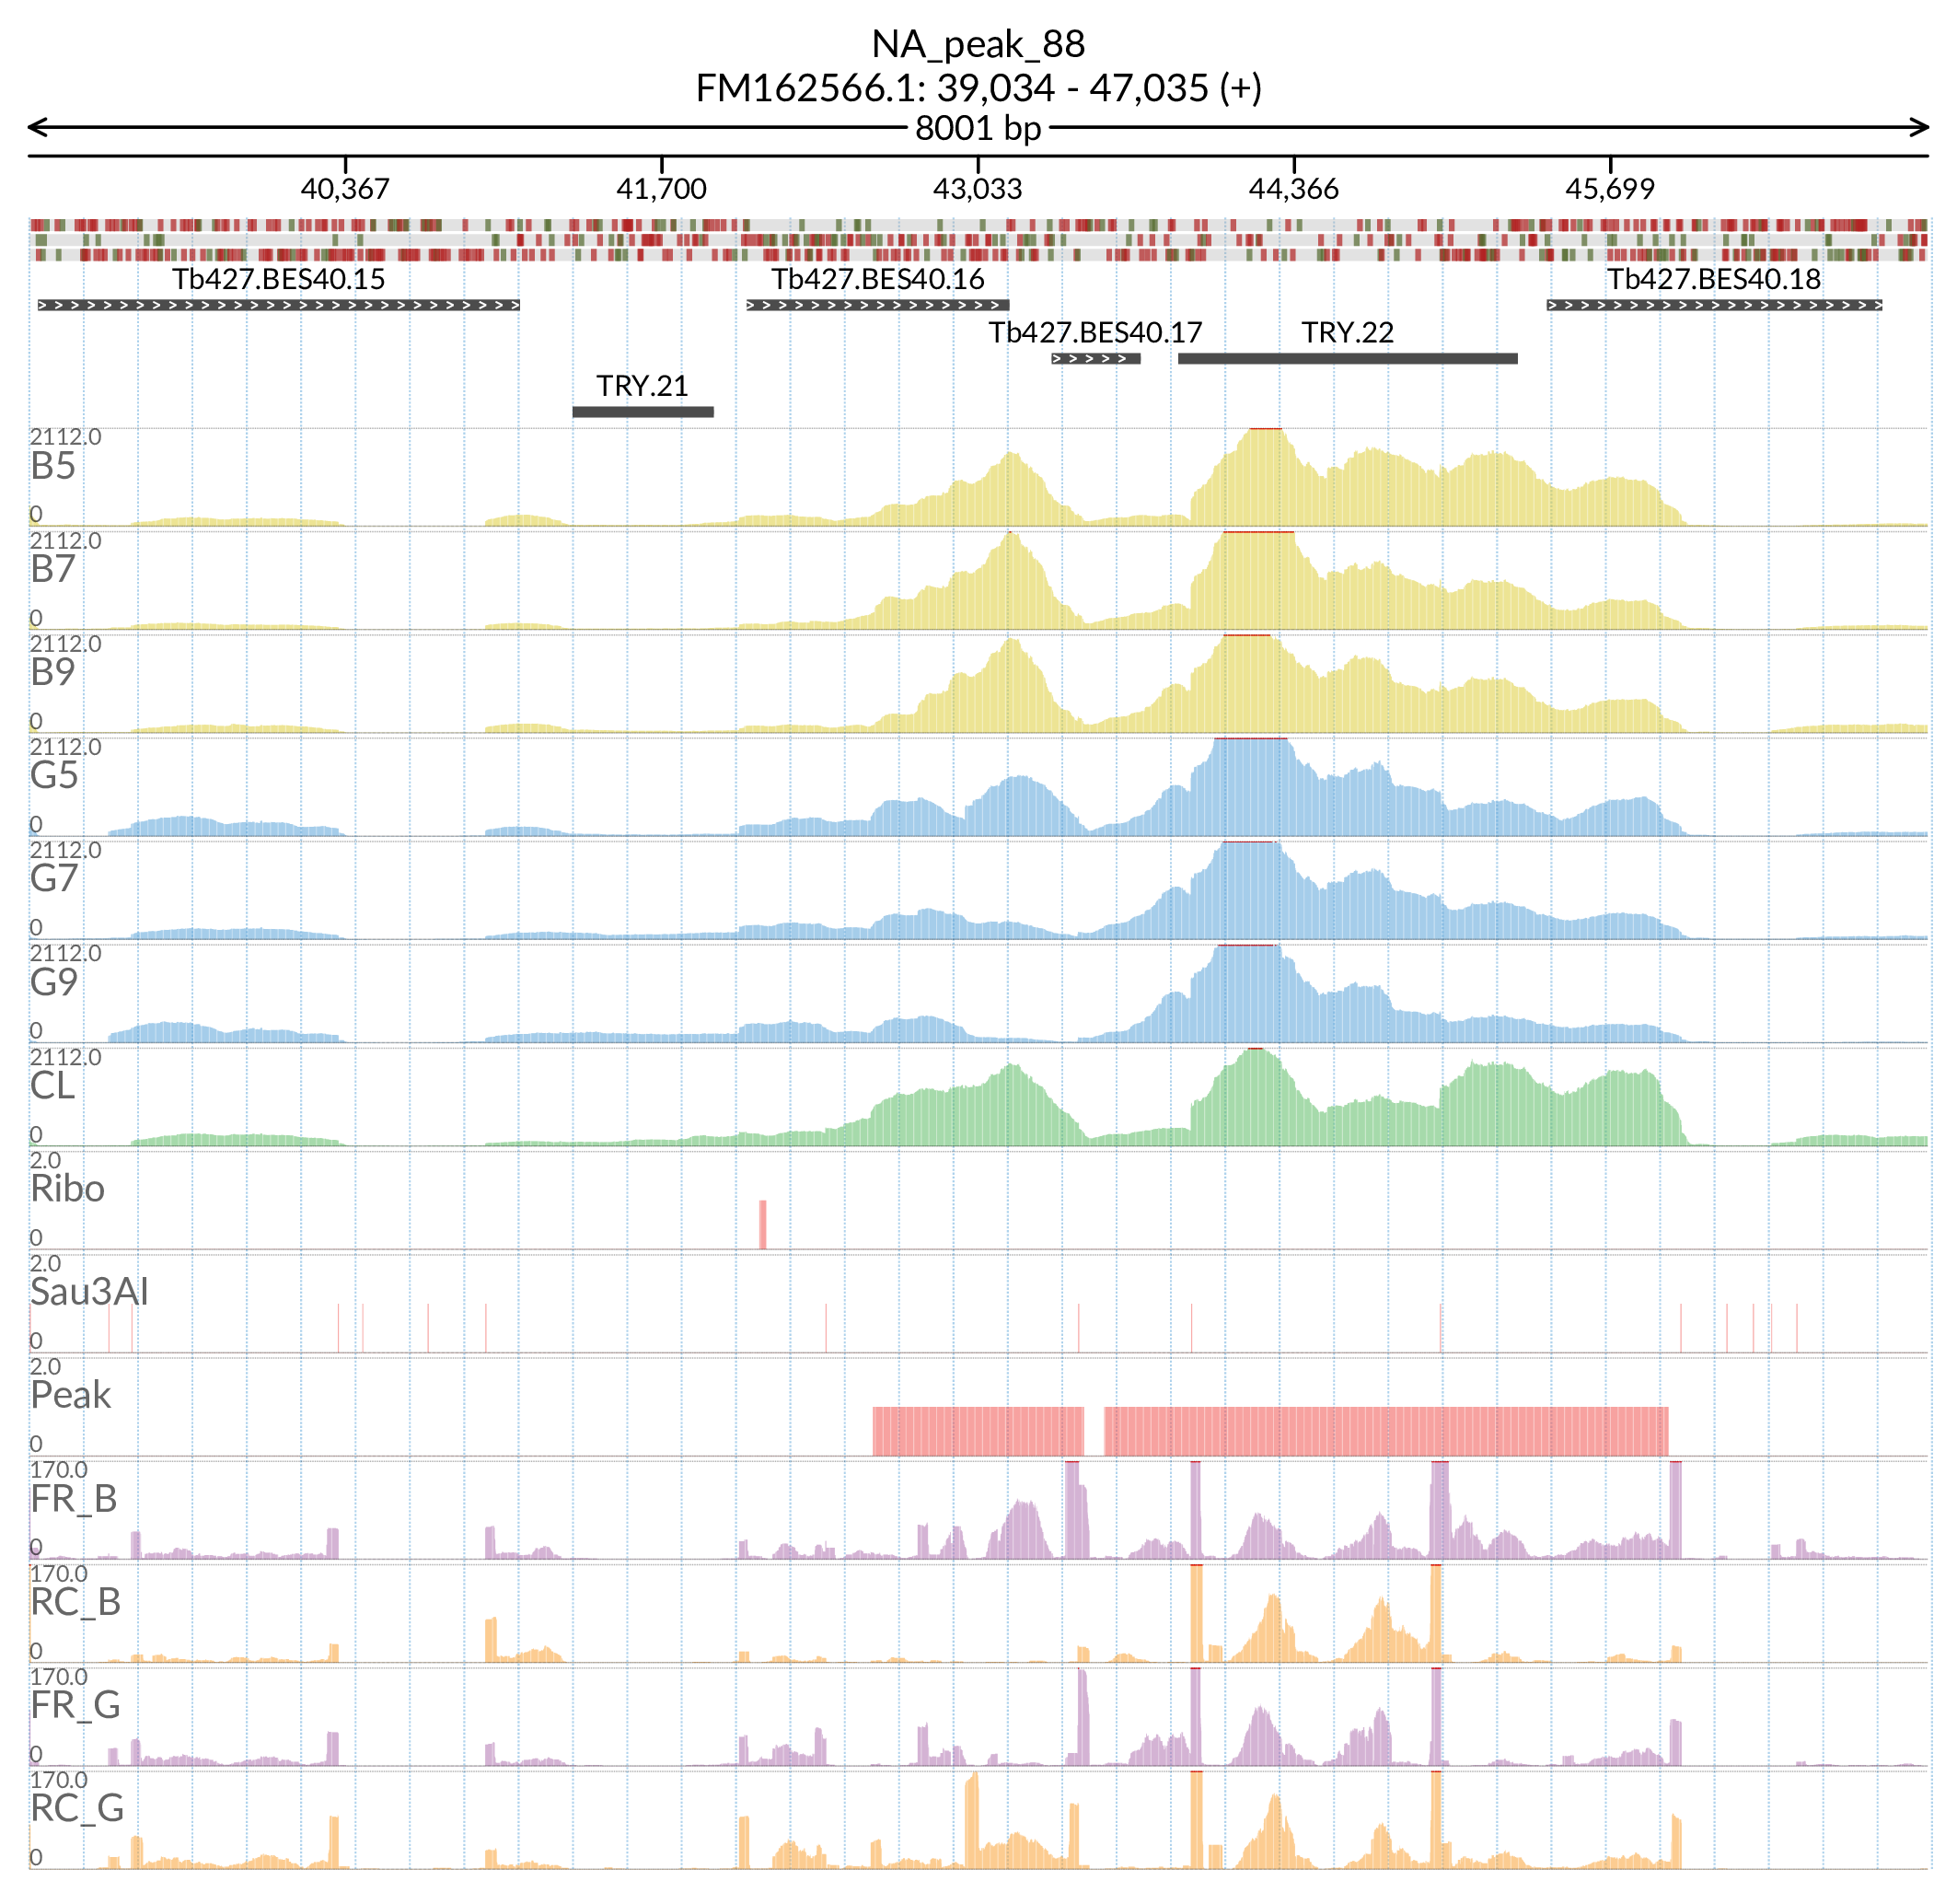 NA_peak_88
FM162566.1: 39,034 - 47,035 (+)
8001 bp
40,367 41,700 43,033 44,366 45,699
Tb427.BES40.15 Tb427.BES40.16 Tb427.BES40.18
Tb427.BES40.17 TRY.22
TRY.21
2112.0
B5
0
2112.0
B7
0
2112.0
B9
0
2112.0
G5
0
2112.0
G7
0
2112.0
G9
0
2112.0
CL
0
2.0
Ribo
0
2.0
Sau3AI
0
2.0
Peak
0
170.0
FR_B
0
170.0
RC_B
0
170.0
FR_G
0
170.0
RC_G
0